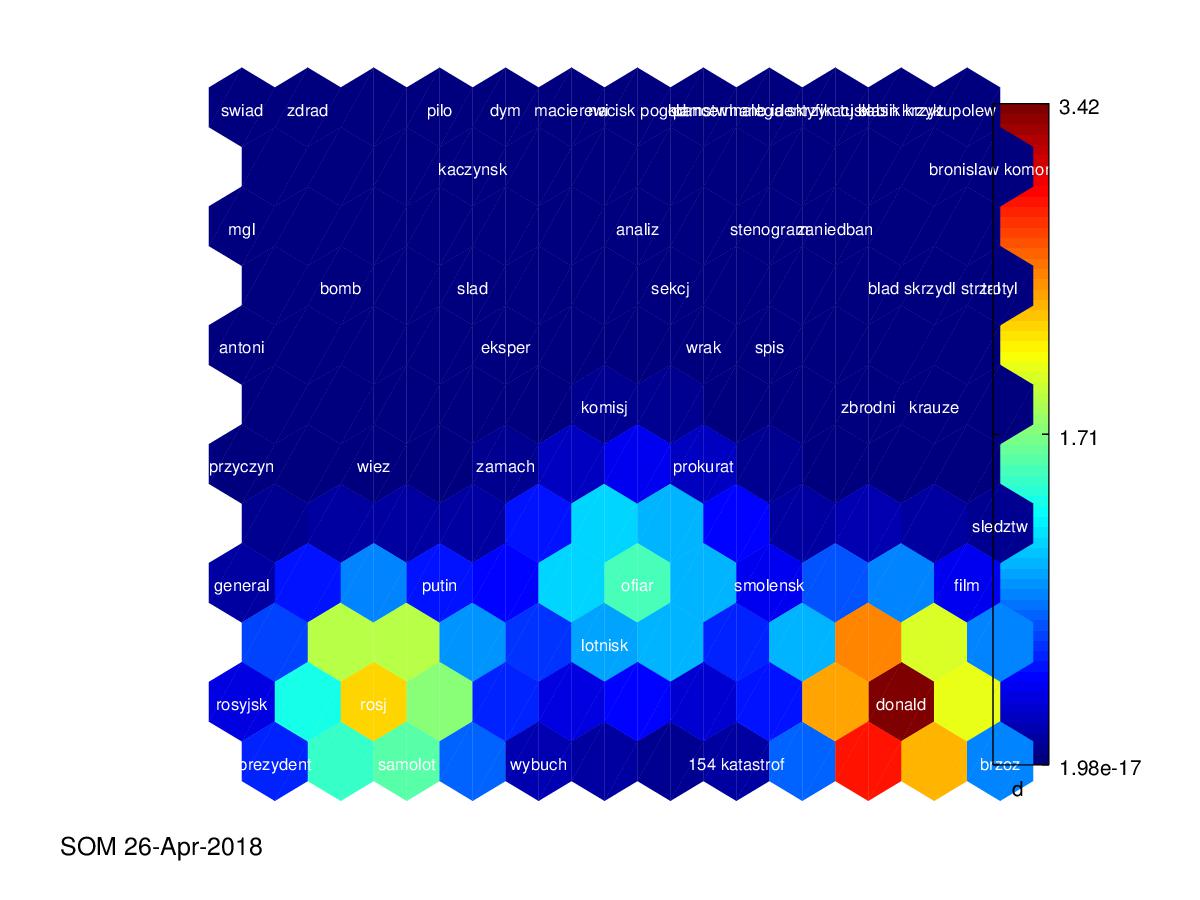 swiad zdrad pilo dym
3.42
kaczynsk bronislaw komor
mgl analiz stenogram zaniedban
bomb slad sekcj blad skrzydl
antoni eksper wrak spis
komisj zbrodni krauze
1.71
przyczyn wiez zamach prokurat
sledztw
general putin ofiar smolensk film
lotnisk
rosyjsk rosj donald
prezydent samolot wybuch 154 katastrof brzoz
1.98e-17
d
SOM 26-Apr-2018